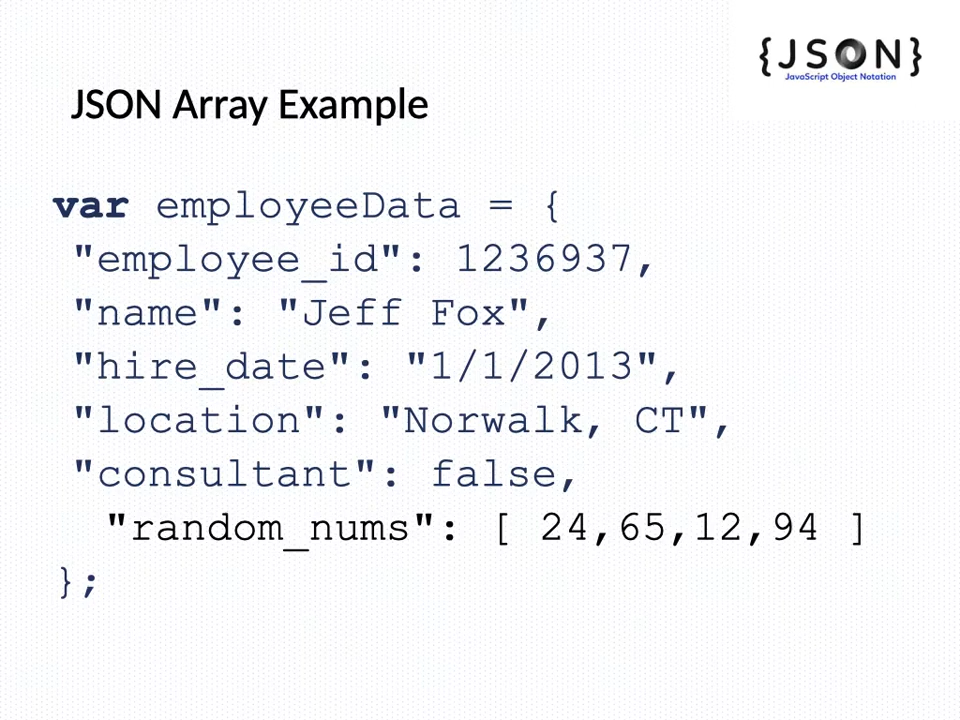 {JSON}
JavaScript Object Notation
JSON Array Example
var employeeData = {
"employee_id": 1236937,
"name": "Jeff Fox",
"hire_date": "1/1/2013",
"location": "Norwalk, CT",
"consultant": false,
"random_nums": [ 24,65,12,94 ]
};